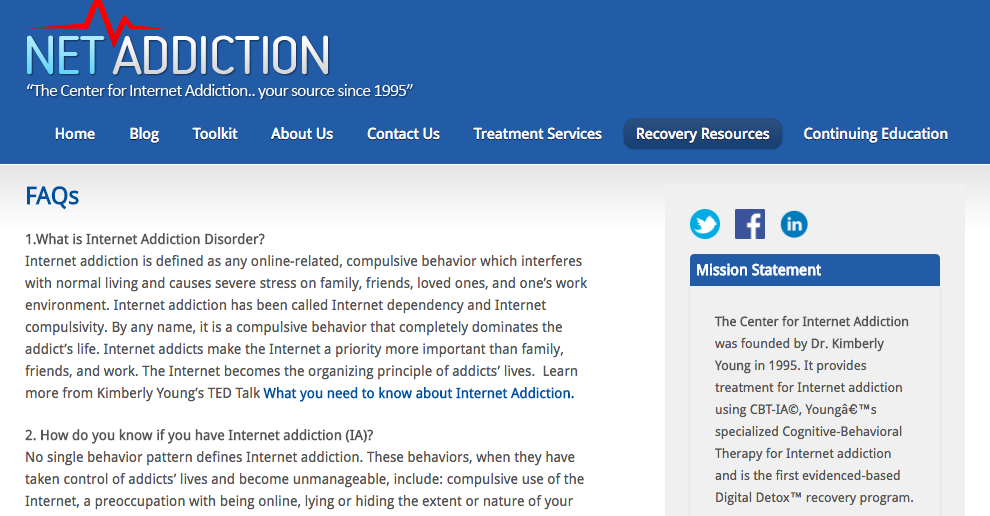 NET ADDICTION
“The Center for Internet Addiction.. your source since 1995”
Home Blog Toolkit About Us Contact Us Treatment Services Recovery Resources Continuing Education
FAQs
1.What is Internet Addiction Disorder?
Internet addiction is defined as any online-related, compulsive behavior which interferes
with normal living and causes severe stress on family, friends, loved ones, and one’s work
environment. Internet addiction has been called Internet dependency and Internet
compulsivity. By any name, it is a compulsive behavior that completely dominates the
addict’s life. Internet addicts make the Internet a priority more important than family,
friends, and work. The Internet becomes the organizing principle of addicts’ lives. Learn
more from Kimberly Young’s TED Talk What you need to know about Internet Addiction.
2. How do you know if you have Internet addiction (IA)?
No single behavior pattern defines Internet addiction. These behaviors, when they have
taken control of addicts’ lives and become unmanageable, include: compulsive use of the
Internet, a preoccupation with being online, lying or hiding the extent or nature of your
f in
Mission Statement
The Center for Internet Addiction
was founded by Dr. Kimberly
Young in 1995. It provides
treatment for Internet addiction
using CBT-IA©, Youngâ€™s
specialized Cognitive-Behavioral
Therapy for Internet addiction
and is the first evidenced-based
Digital Detox™ recovery program.